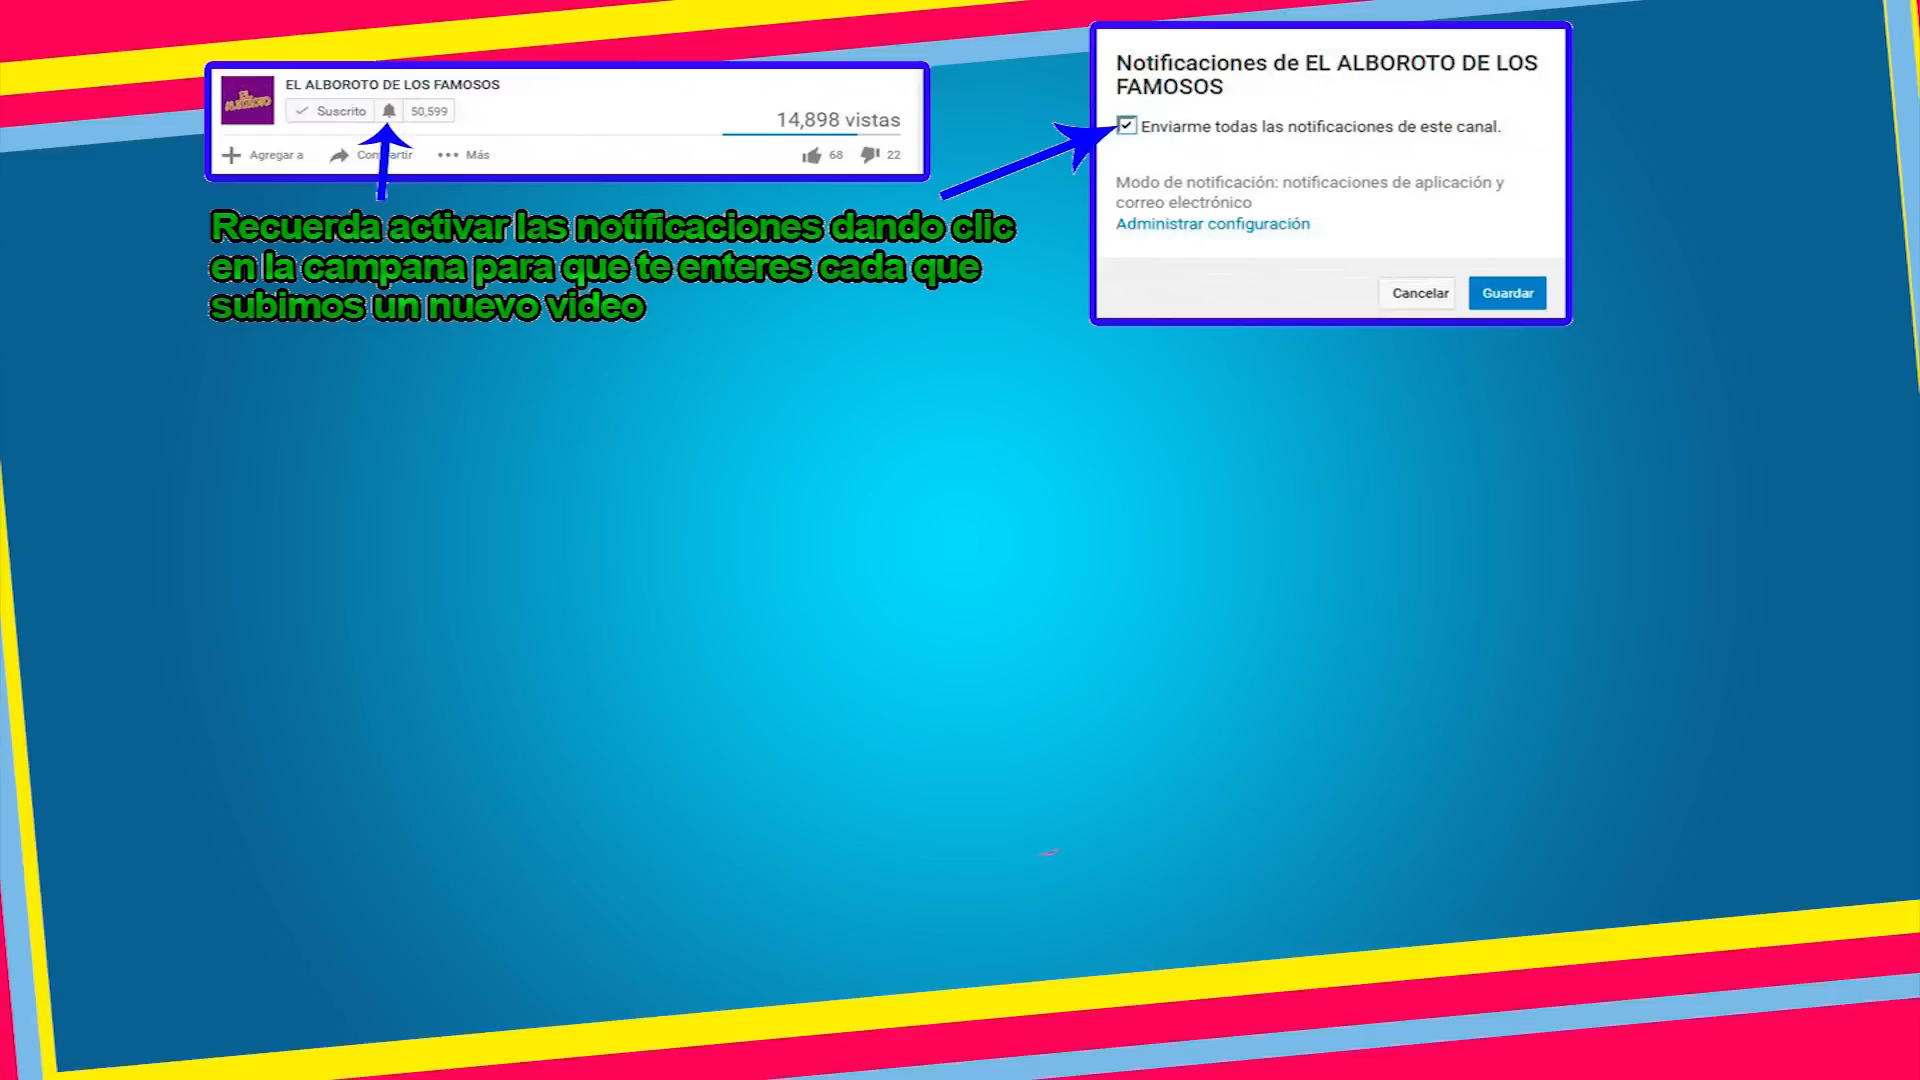 EL ALBOROTO DE LOS FAMOSOS
Suscrito 50,599
14,898 vistas
Agregar a Compartir Más 68 22
Recuerda activar las notificaciones dando clic
en la campana para que te enteres cada que
subimos un nuevo video
Notificaciones de EL ALBOROTO DE LOS
FAMOSOS
Enviarme todas las notificaciones de este canal.
Modo de notificación: notificaciones de aplicación y
correo electrónico
Administrar configuración
Cancelar Guardar
EL
ALBOROTO